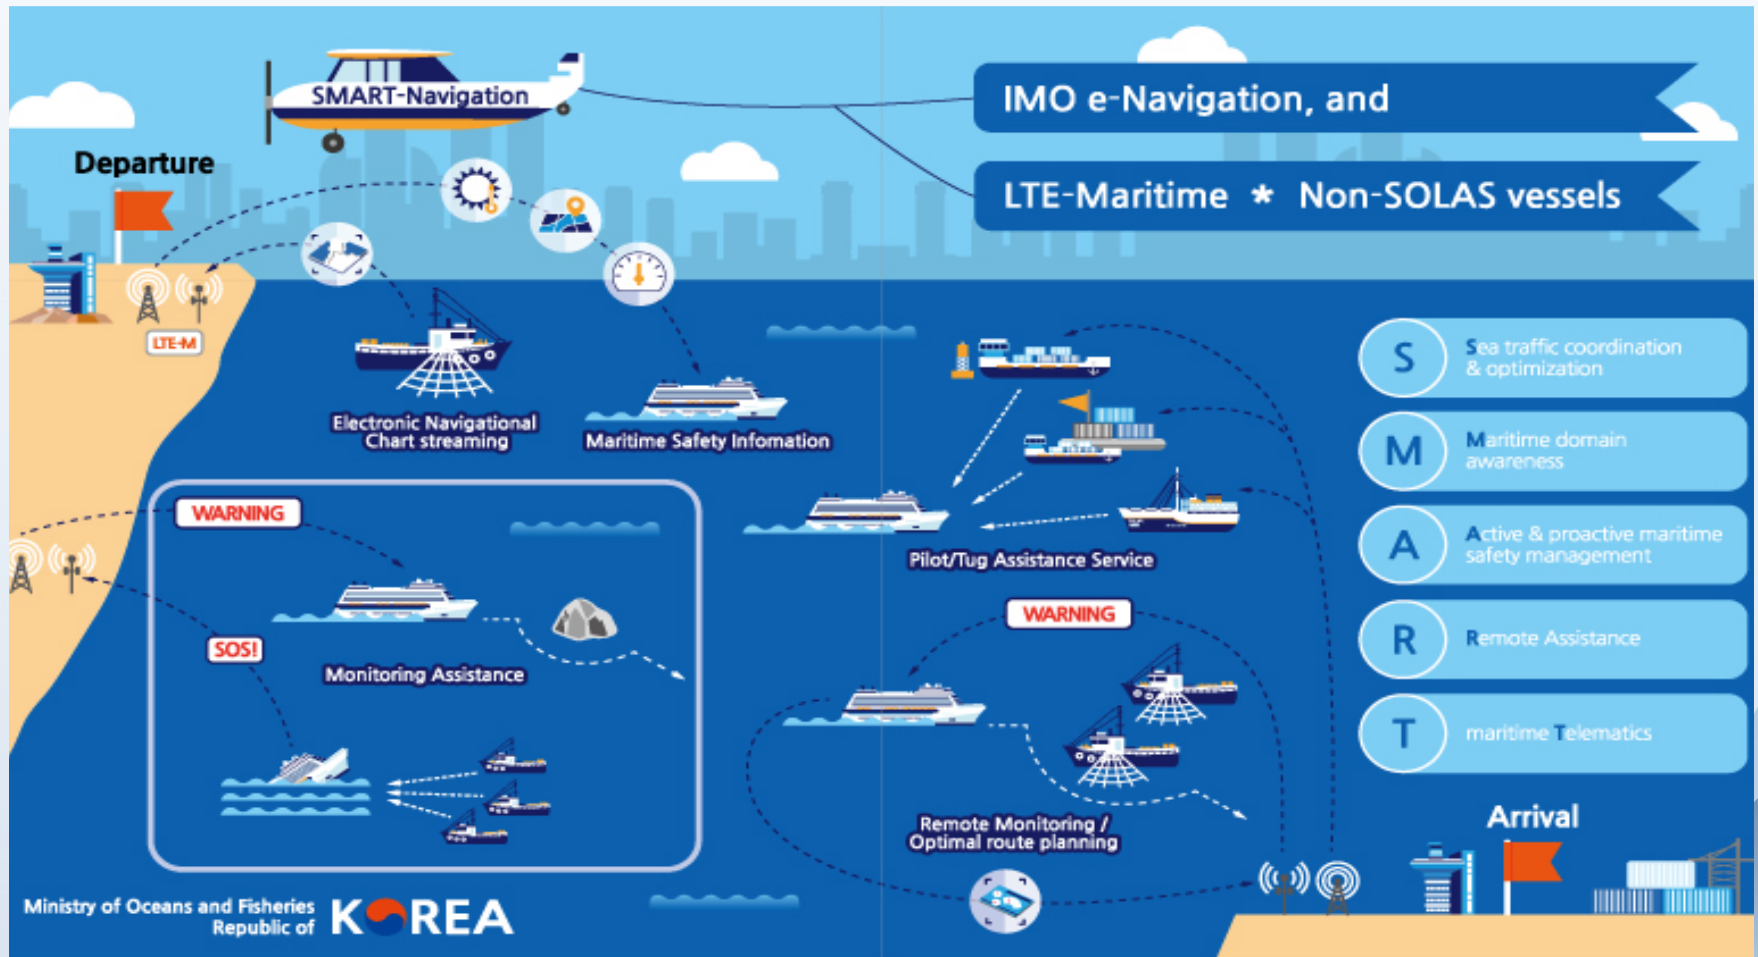 SMART-Navigation
IMO e-Navigation, and
LTE-Maritime * Non-SOLAS vessels
Departure
LTE-M
Electronic Navigational
Chart streaming
Maritime Safety Infomation
S
Sea traffic coordination
& optimization
M
Maritime domain
awareness
A
Active & proactive maritime
safety management
R
Remote Assistance
T
maritime Telematics
WARNING
SOS!
Monitoring Assistance
Pilot/Tug Assistance Service
WARNING
Remote Monitoring /
Optimal route planning
Arrival
Ministry of Oceans and Fisheries
Republic of
KOREA